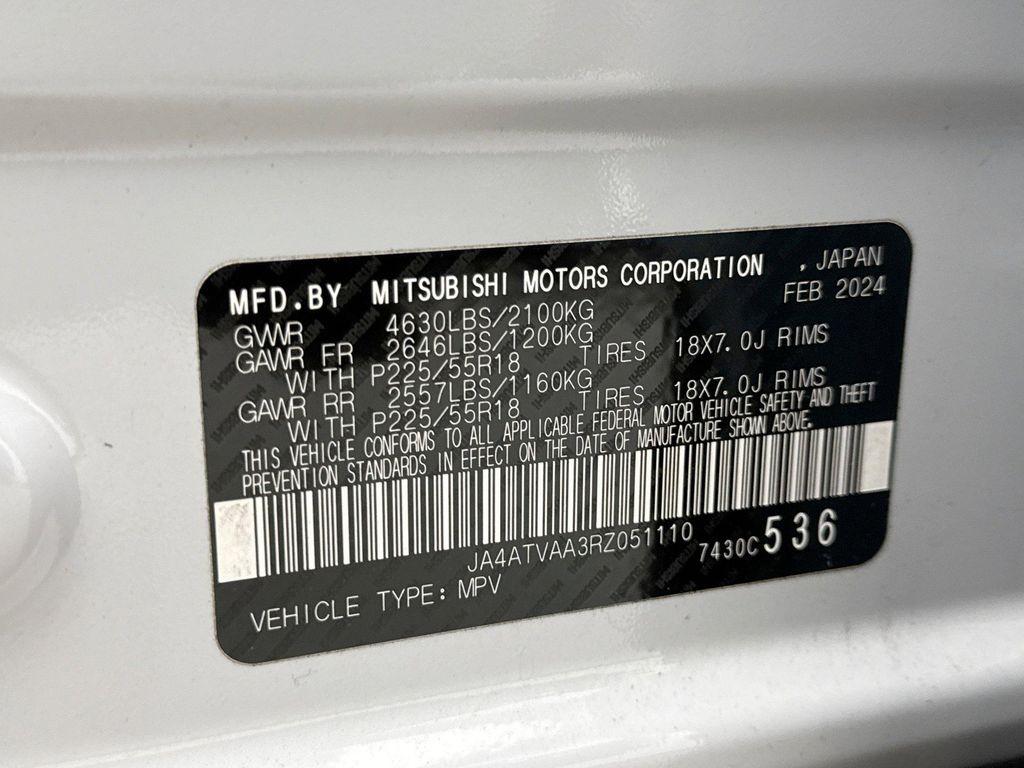 MFD.BY MITSUBISHI MOTORS CORPORATION , JAPAN
FEB 2024
GVWR 4630LBS/2100KG
GAWR FR 2646LBS/1200KG
WITH P225/55R18 TIRES 18X7.0J RIMS
GAWR RR 2557LBS/1160KG
WITH P225/55R18 TIRES 18X7.0J RIMS
THIS VEHICLE CONFORMS TO ALL APPLICABLE FEDERAL MOTOR VEHICLE SAFETY AND THEFT
PREVENTION STANDARDS IN EFFECT ON THE DATE OF MANUFACTURE SHOWN ABOVE.
JA4ATVAA3RZ051110 7430C 536
VEHICLE TYPE: MPV